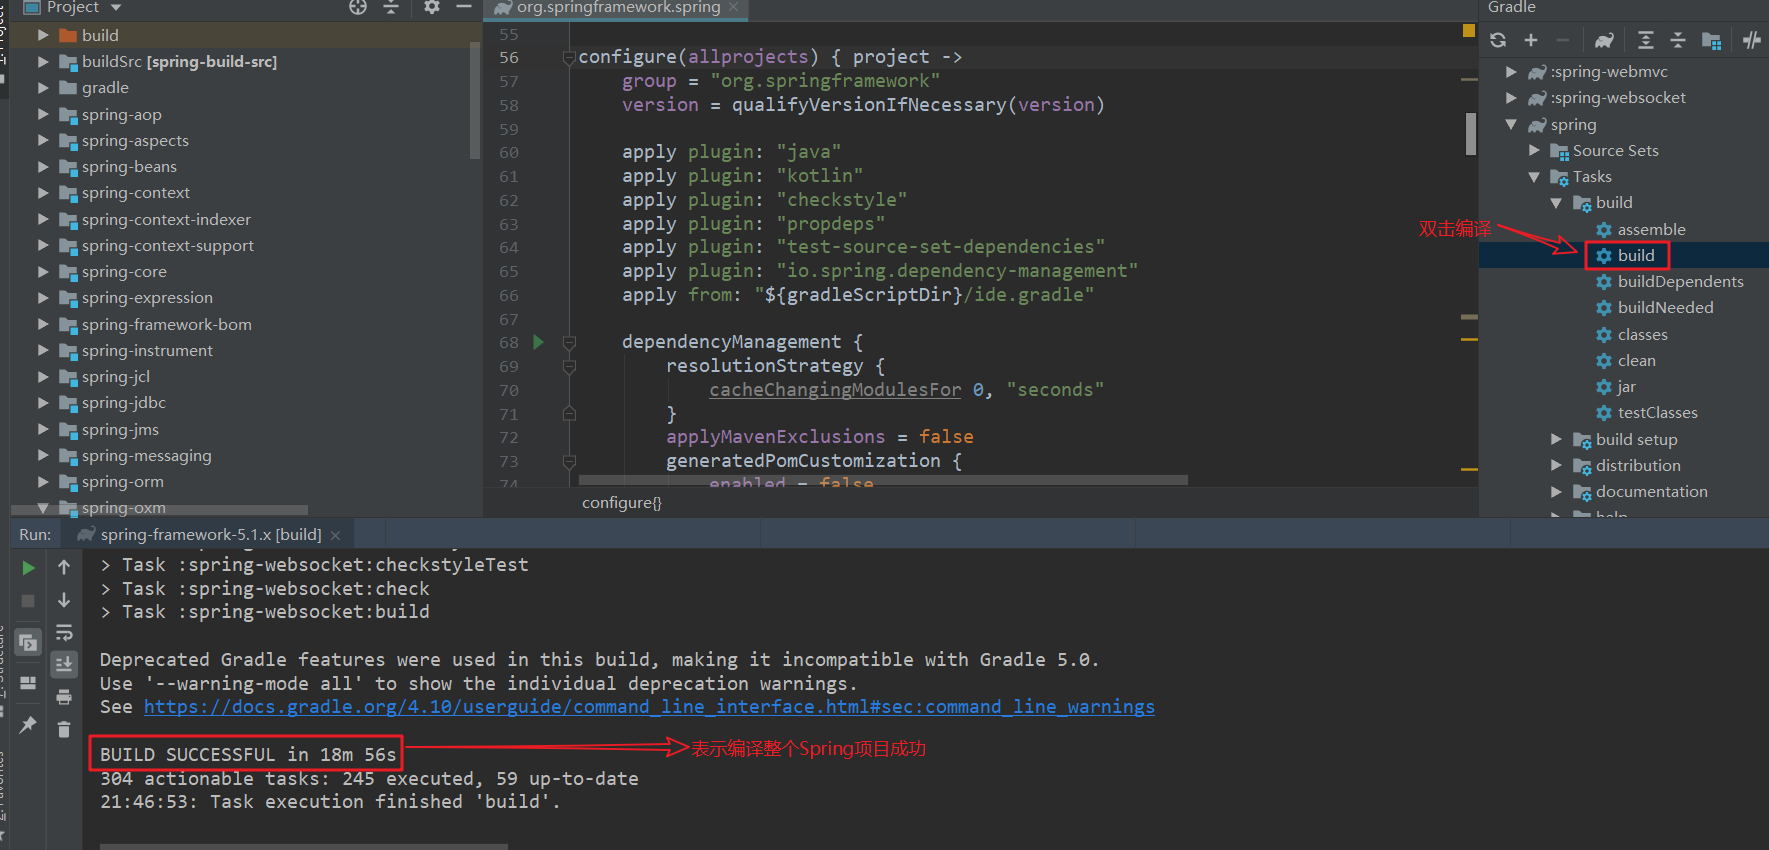 Project
org.springframework.spring
Gradle
build
buildSrc [spring-build-src]
gradle
spring-aop
spring-aspects
spring-beans
spring-context
spring-context-indexer
spring-context-support
spring-core
spring-expression
spring-framework-bom
spring-instrument
spring-jcl
spring-jdbc
spring-jms
spring-messaging
spring-orm
spring-oxm
55
56 configure(allprojects) { project ->
57 group = "org.springframework"
58 version = qualifyVersionIfNecessary(version)
59
60 apply plugin: "java"
61 apply plugin: "kotlin"
62 apply plugin: "checkstyle"
63 apply plugin: "propdeps"
64 apply plugin: "test-source-set-dependencies"
65 apply plugin: "io.spring.dependency-management"
66 apply from: "${gradleScriptDir}/ide.gradle"
67
68 dependencyManagement {
69 resolutionStrategy {
70 cacheChangingModulesFor 0, "seconds"
71 }
72 applyMavenExclusions = false
73 generatedPomCustomization {
74 enabled = false
configure{}
:spring-webmvc
:spring-websocket
spring
Source Sets
Tasks
build
assemble
双击编译
build
buildDependents
buildNeeded
classes
clean
jar
testClasses
build setup
distribution
documentation
help
Run: spring-framework-5.1.x [build]
> Task :spring-websocket:checkstyleTest
> Task :spring-websocket:check
> Task :spring-websocket:build
Deprecated Gradle features were used in this build, making it incompatible with Gradle 5.0.
Use '--warning-mode all' to show the individual deprecation warnings.
See https://docs.gradle.org/4.10/userguide/command_line_interface.html#sec:command_line_warnings
BUILD SUCCESSFUL in 18m 56s
表示编译整个Spring项目成功
304 actionable tasks: 245 executed, 59 up-to-date
21:46:53: Task execution finished 'build'.